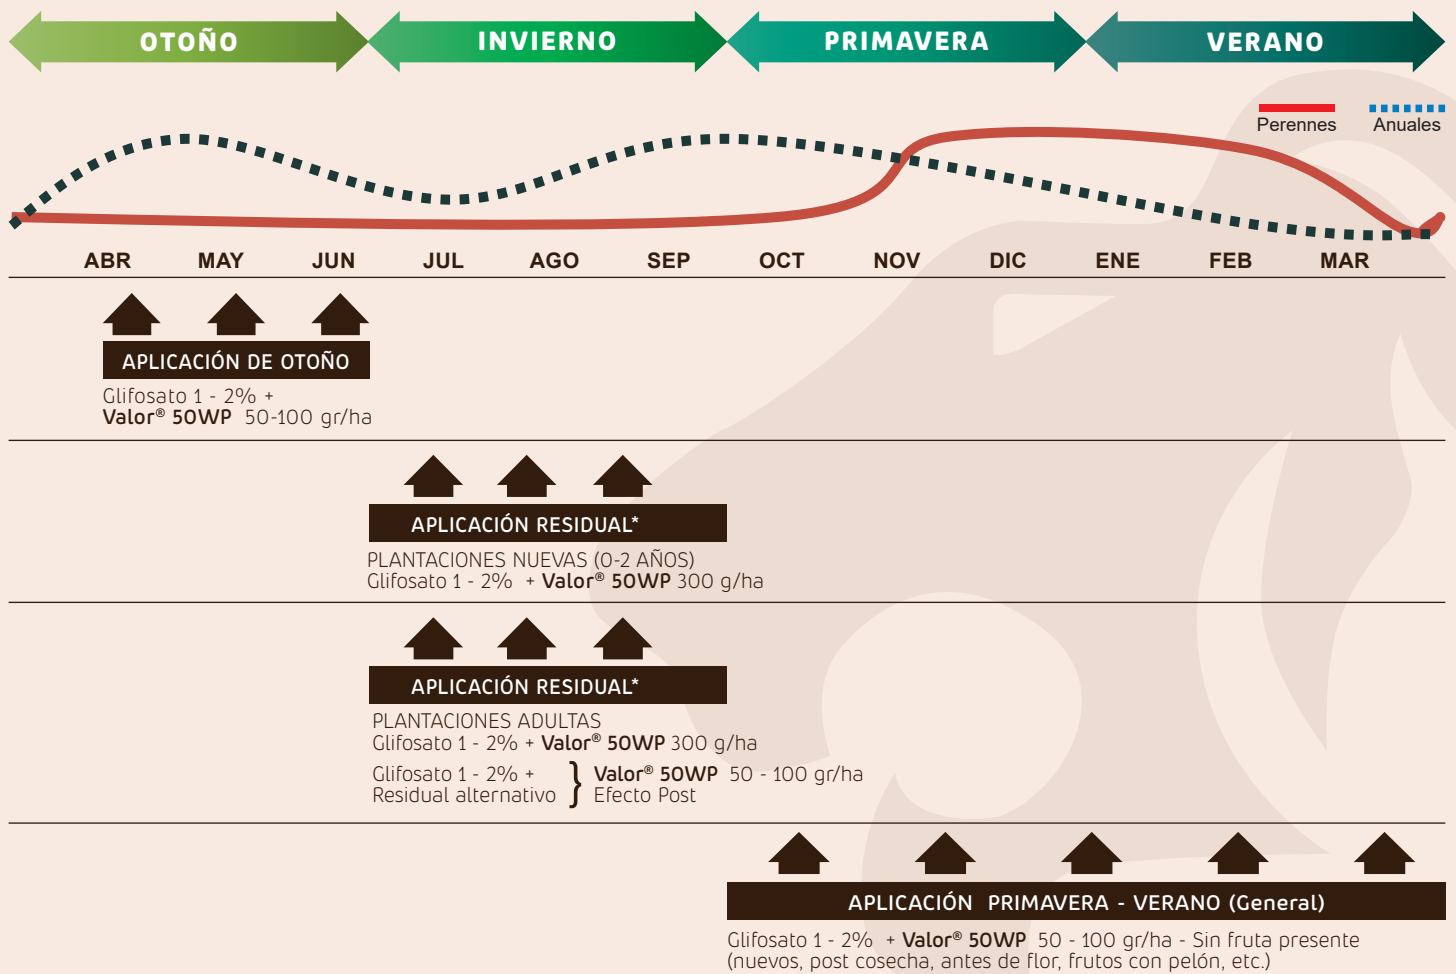 OTOÑO INVIERNO PRIMAVERA VERANO
Perennes Anuales
ABR MAY JUN JUL AGO SEP OCT NOV DIC ENE FEB MAR
APLICACIÓN DE OTOÑO
Glifosato 1 - 2% +
Valor® 50WP 50-100 gr/ha
APLICACIÓN RESIDUAL*
PLANTACIONES NUEVAS (0-2 AÑOS)
Glifosato 1 - 2% + Valor® 50WP 300 g/ha
APLICACIÓN RESIDUAL*
PLANTACIONES ADULTAS
Glifosato 1 - 2% + Valor® 50WP 300 g/ha
Glifosato 1 - 2% + } Valor® 50WP 50 - 100 gr/ha
Residual alternativo Efecto Post
APLICACIÓN PRIMAVERA - VERANO (General)
Glifosato 1 - 2% + Valor® 50WP 50 - 100 gr/ha - Sin fruta presente
(nuevos, post cosecha, antes de flor, frutos con pelón, etc.)